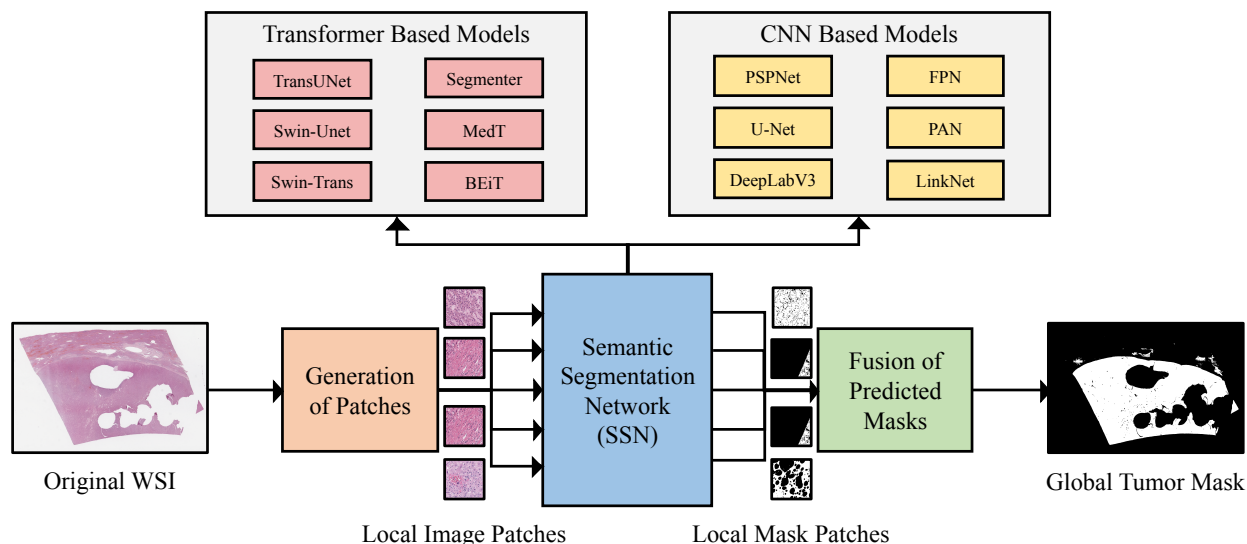 Transformer Based Models
TransUNet
Segmenter
Swin-Unet
MedT
Swin-Trans
BEiT
CNN Based Models
PSPNet
FPN
U-Net
PAN
DeepLabV3
LinkNet
Original WSI
Generation
of Patches
Local Image Patches
Semantic
Segmentation
Network
(SSN)
Local Mask Patches
Fusion of
Predicted
Masks
Global Tumor Mask